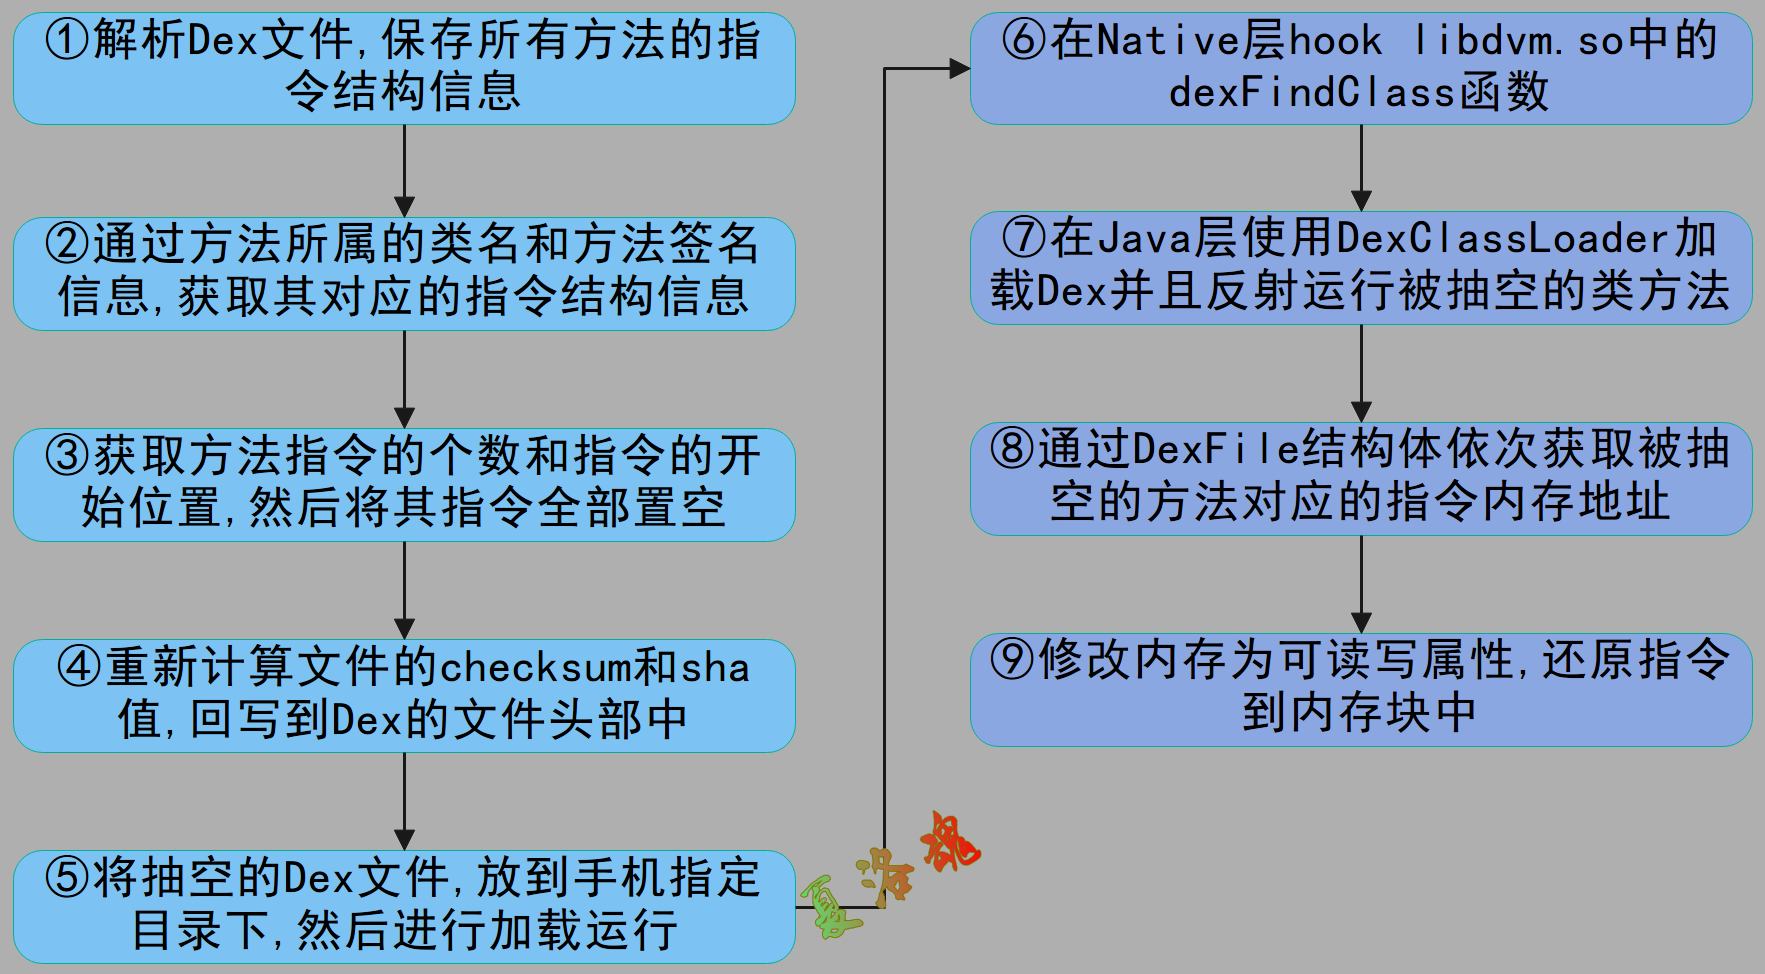 ①解析Dex文件,保存所有方法的指
令结构信息
②通过方法所属的类名和方法签名
信息,获取其对应的指令结构信息
③获取方法指令的个数和指令的开
始位置,然后将其指令全部置空
④重新计算文件的checksum和sha
值,回写到Dex的文件头部中
⑤将抽空的Dex文件,放到手机指定
目录下,然后进行加载运行
⑥在Native层hook libdvm.so中的
dexFindClass函数
⑦在Java层使用DexClassLoader加
载Dex并且反射运行被抽空的类方法
⑧通过DexFile结构体依次获取被抽
空的方法对应的指令内存地址
⑨修改内存为可读写属性,还原指令
到内存块中
夏洛魂